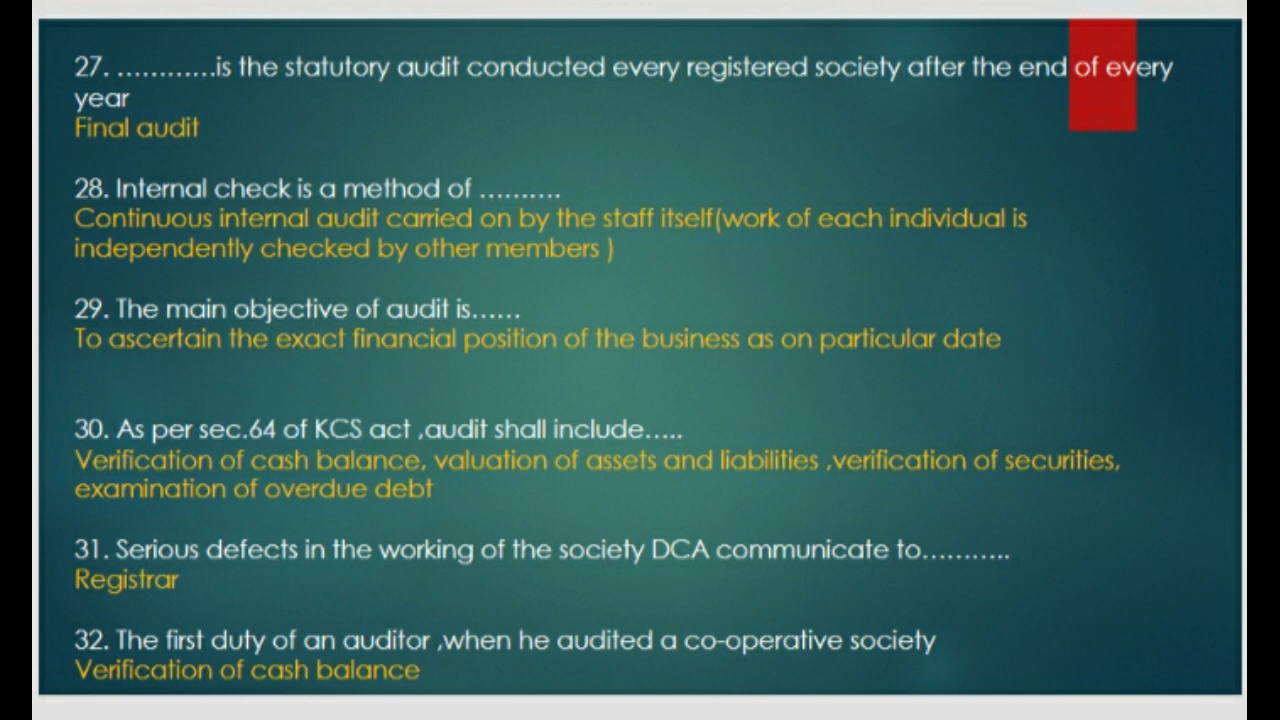 27. ............is the statutory audit conducted every registered society after the end of every
year
Final audit
28. Internal check is a method of ..........
Continuous internal audit carried on by the staff itself(work of each individual is
independently checked by other members )
29. The main objective of audit is......
To ascertain the exact financial position of the business as on particular date
30. As per sec.64 of KCS act ,audit shall include.....
Verification of cash balance, valuation of assets and liabilities ,verification of securities,
examination of overdue debt
31. Serious defects in the working of the society DCA communicate to...........
Registrar
32. The first duty of an auditor ,when he audited a co-operative society
Verification of cash balance